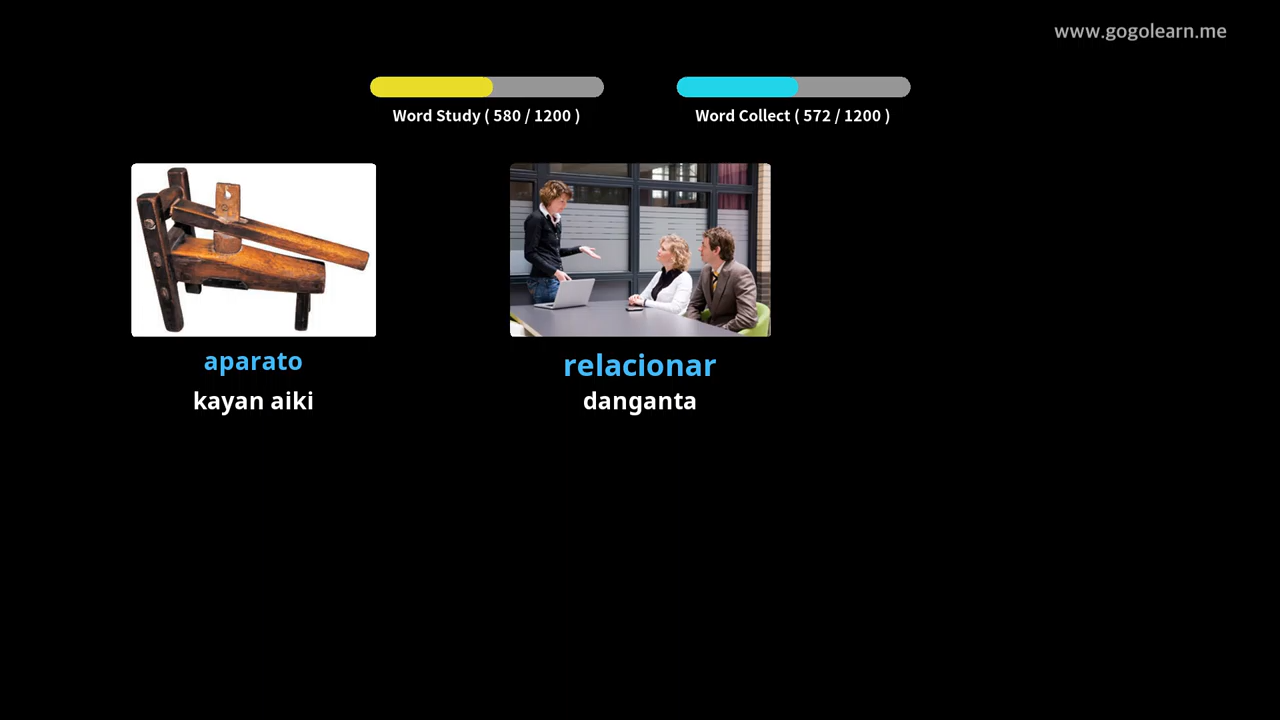 www.gogolearn.me
Word Study ( 580 / 1200 )
Word Collect ( 572 / 1200 )
aparato
kayan aiki
relacionar
danganta